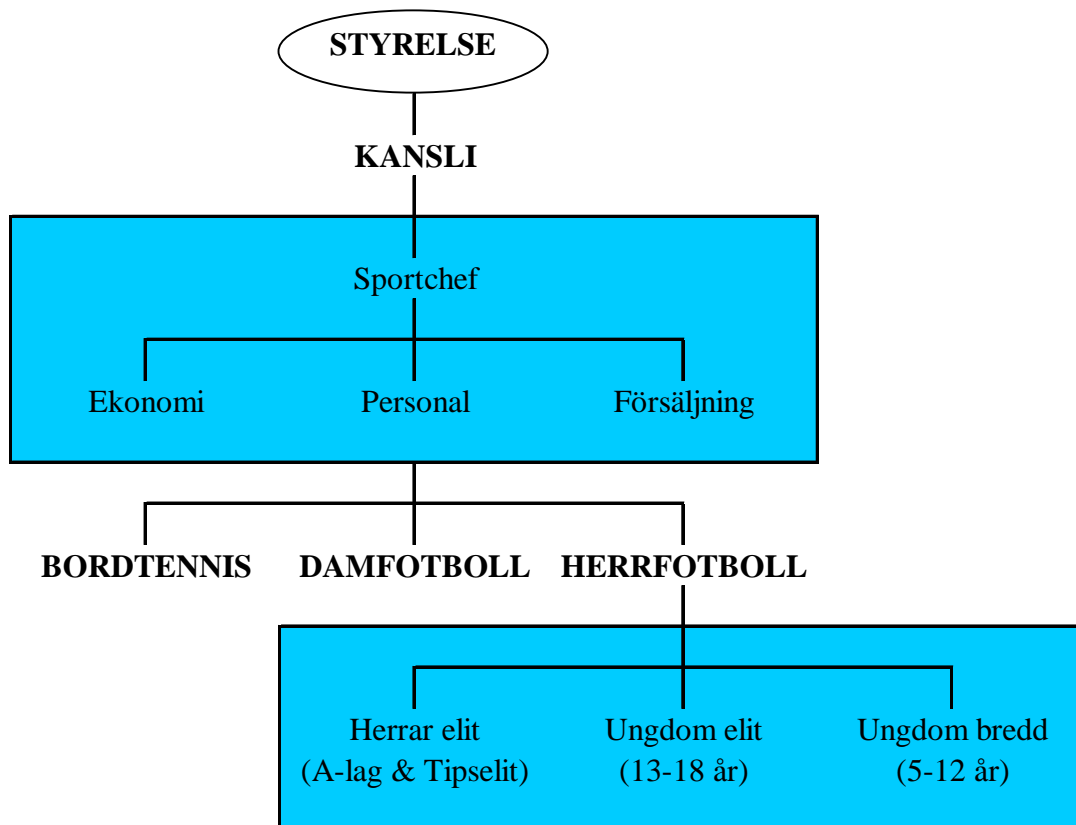 STYRELSE
KANSLI
Sportchef
Ekonomi Personal Försäljning
BORDTENNIS DAMFOTBOLL HERRFOTBOLL
Herrar elit Ungdom elit Ungdom bredd
(A-lag & Tipselit) (13-18 år) (5-12 år)